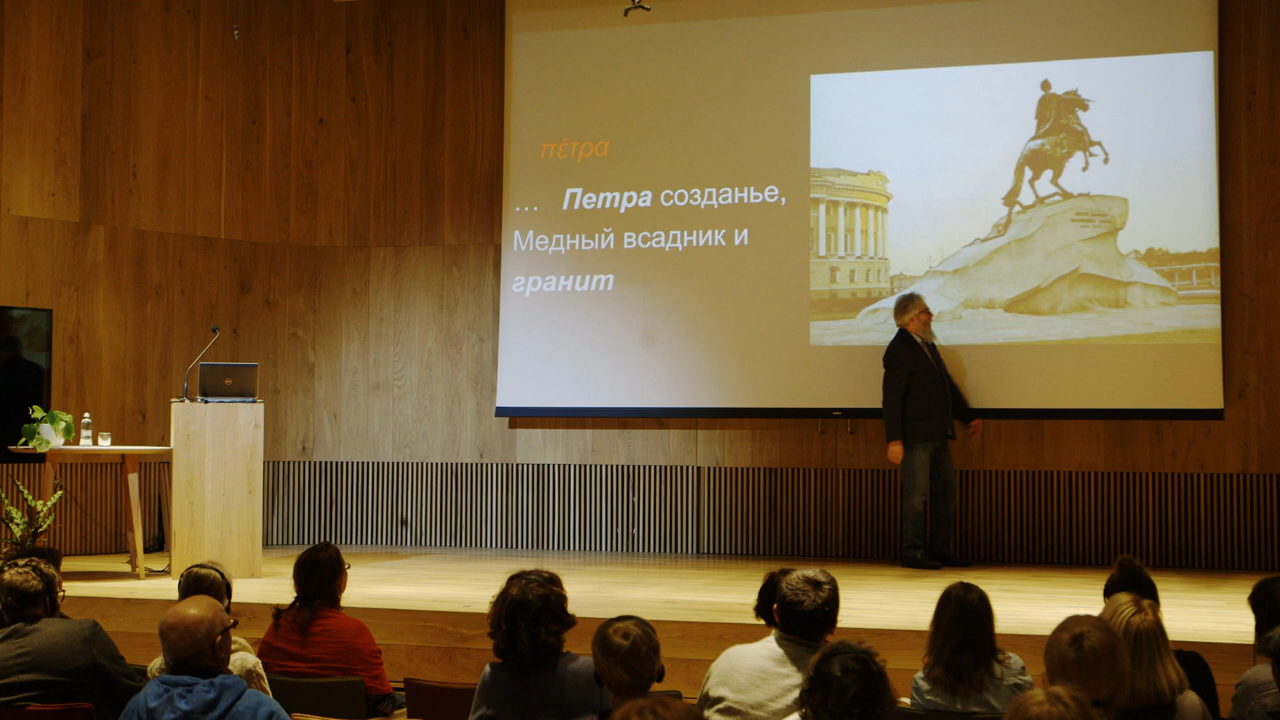 πέτρα
... Петра созданье,
Медный всадник и
гранит